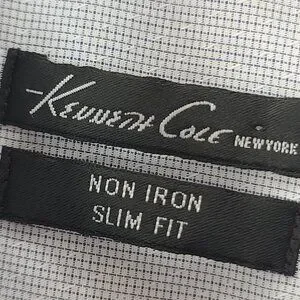 Kenneth Cole NEW YORK
NON IRON
SLIM FIT